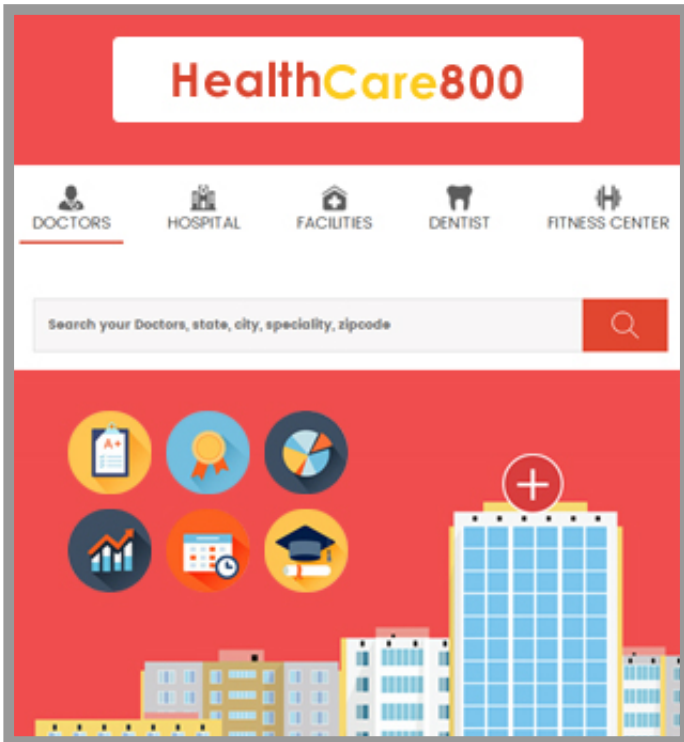 HealthCare800
DOCTORS HOSPITAL FACILITIES DENTIST FITNESS CENTER
Search your Doctors, state, city, speciality, zipcode
A+